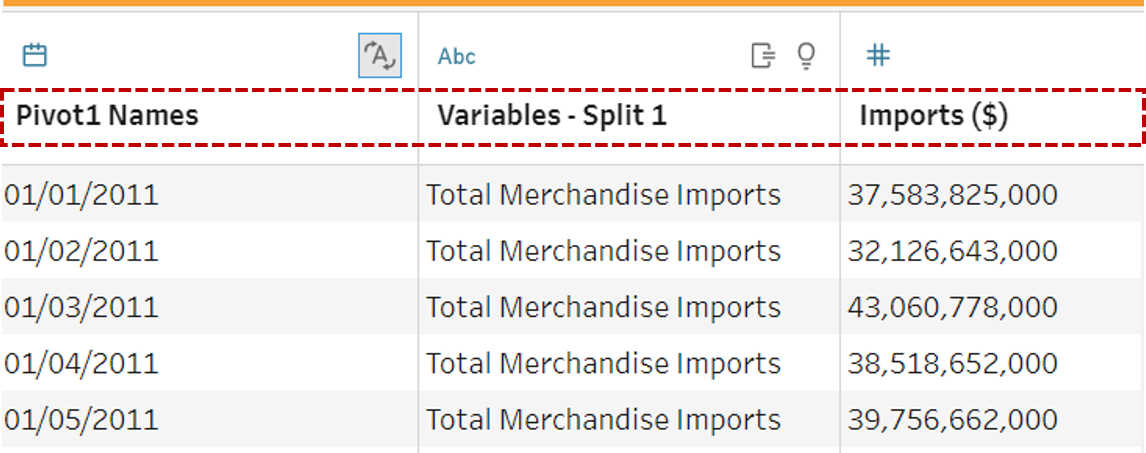 Abc
Pivot1 Names Variables - Split 1 Imports ($)
01/01/2011 Total Merchandise Imports 37,583,825,000
01/02/2011 Total Merchandise Imports 32,126,643,000
01/03/2011 Total Merchandise Imports 43,060,778,000
01/04/2011 Total Merchandise Imports 38,518,652,000
01/05/2011 Total Merchandise Imports 39,756,662,000